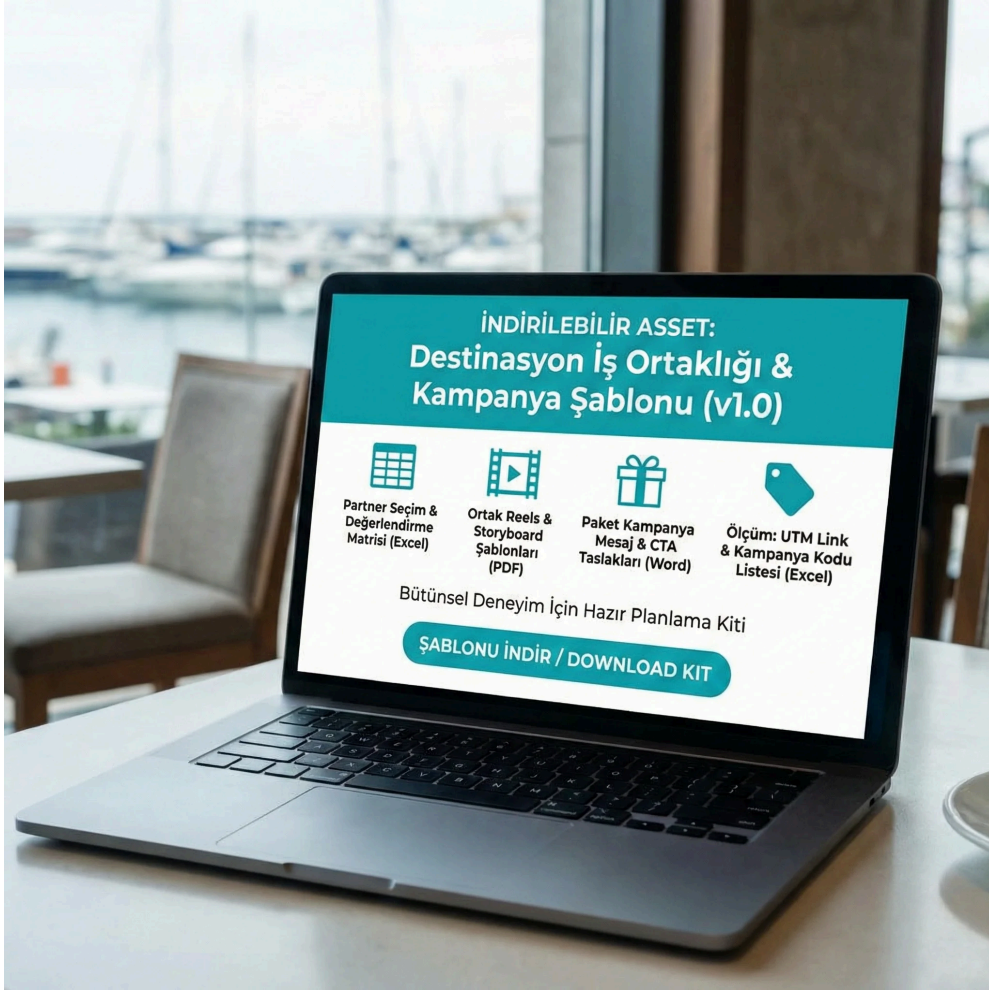 İNDİRİLEBİLİR ASSET:
Destinasyon İş Ortaklığı &
Kampanya Şablonu (v1.0)
Partner Seçim &
Değerlendirme
Matrisi (Excel)
Ortak Reels &
Storyboard
Şablonları
(PDF)
Paket Kampanya
Mesaj & CTA
Taslakları (Word)
Ölçüm: UTM Link
& Kampanya Kodu
Listesi (Excel)
Bütünsel Deneyim İçin Hazır Planlama Kiti
ŞABLONU İNDİR / DOWNLOAD KIT